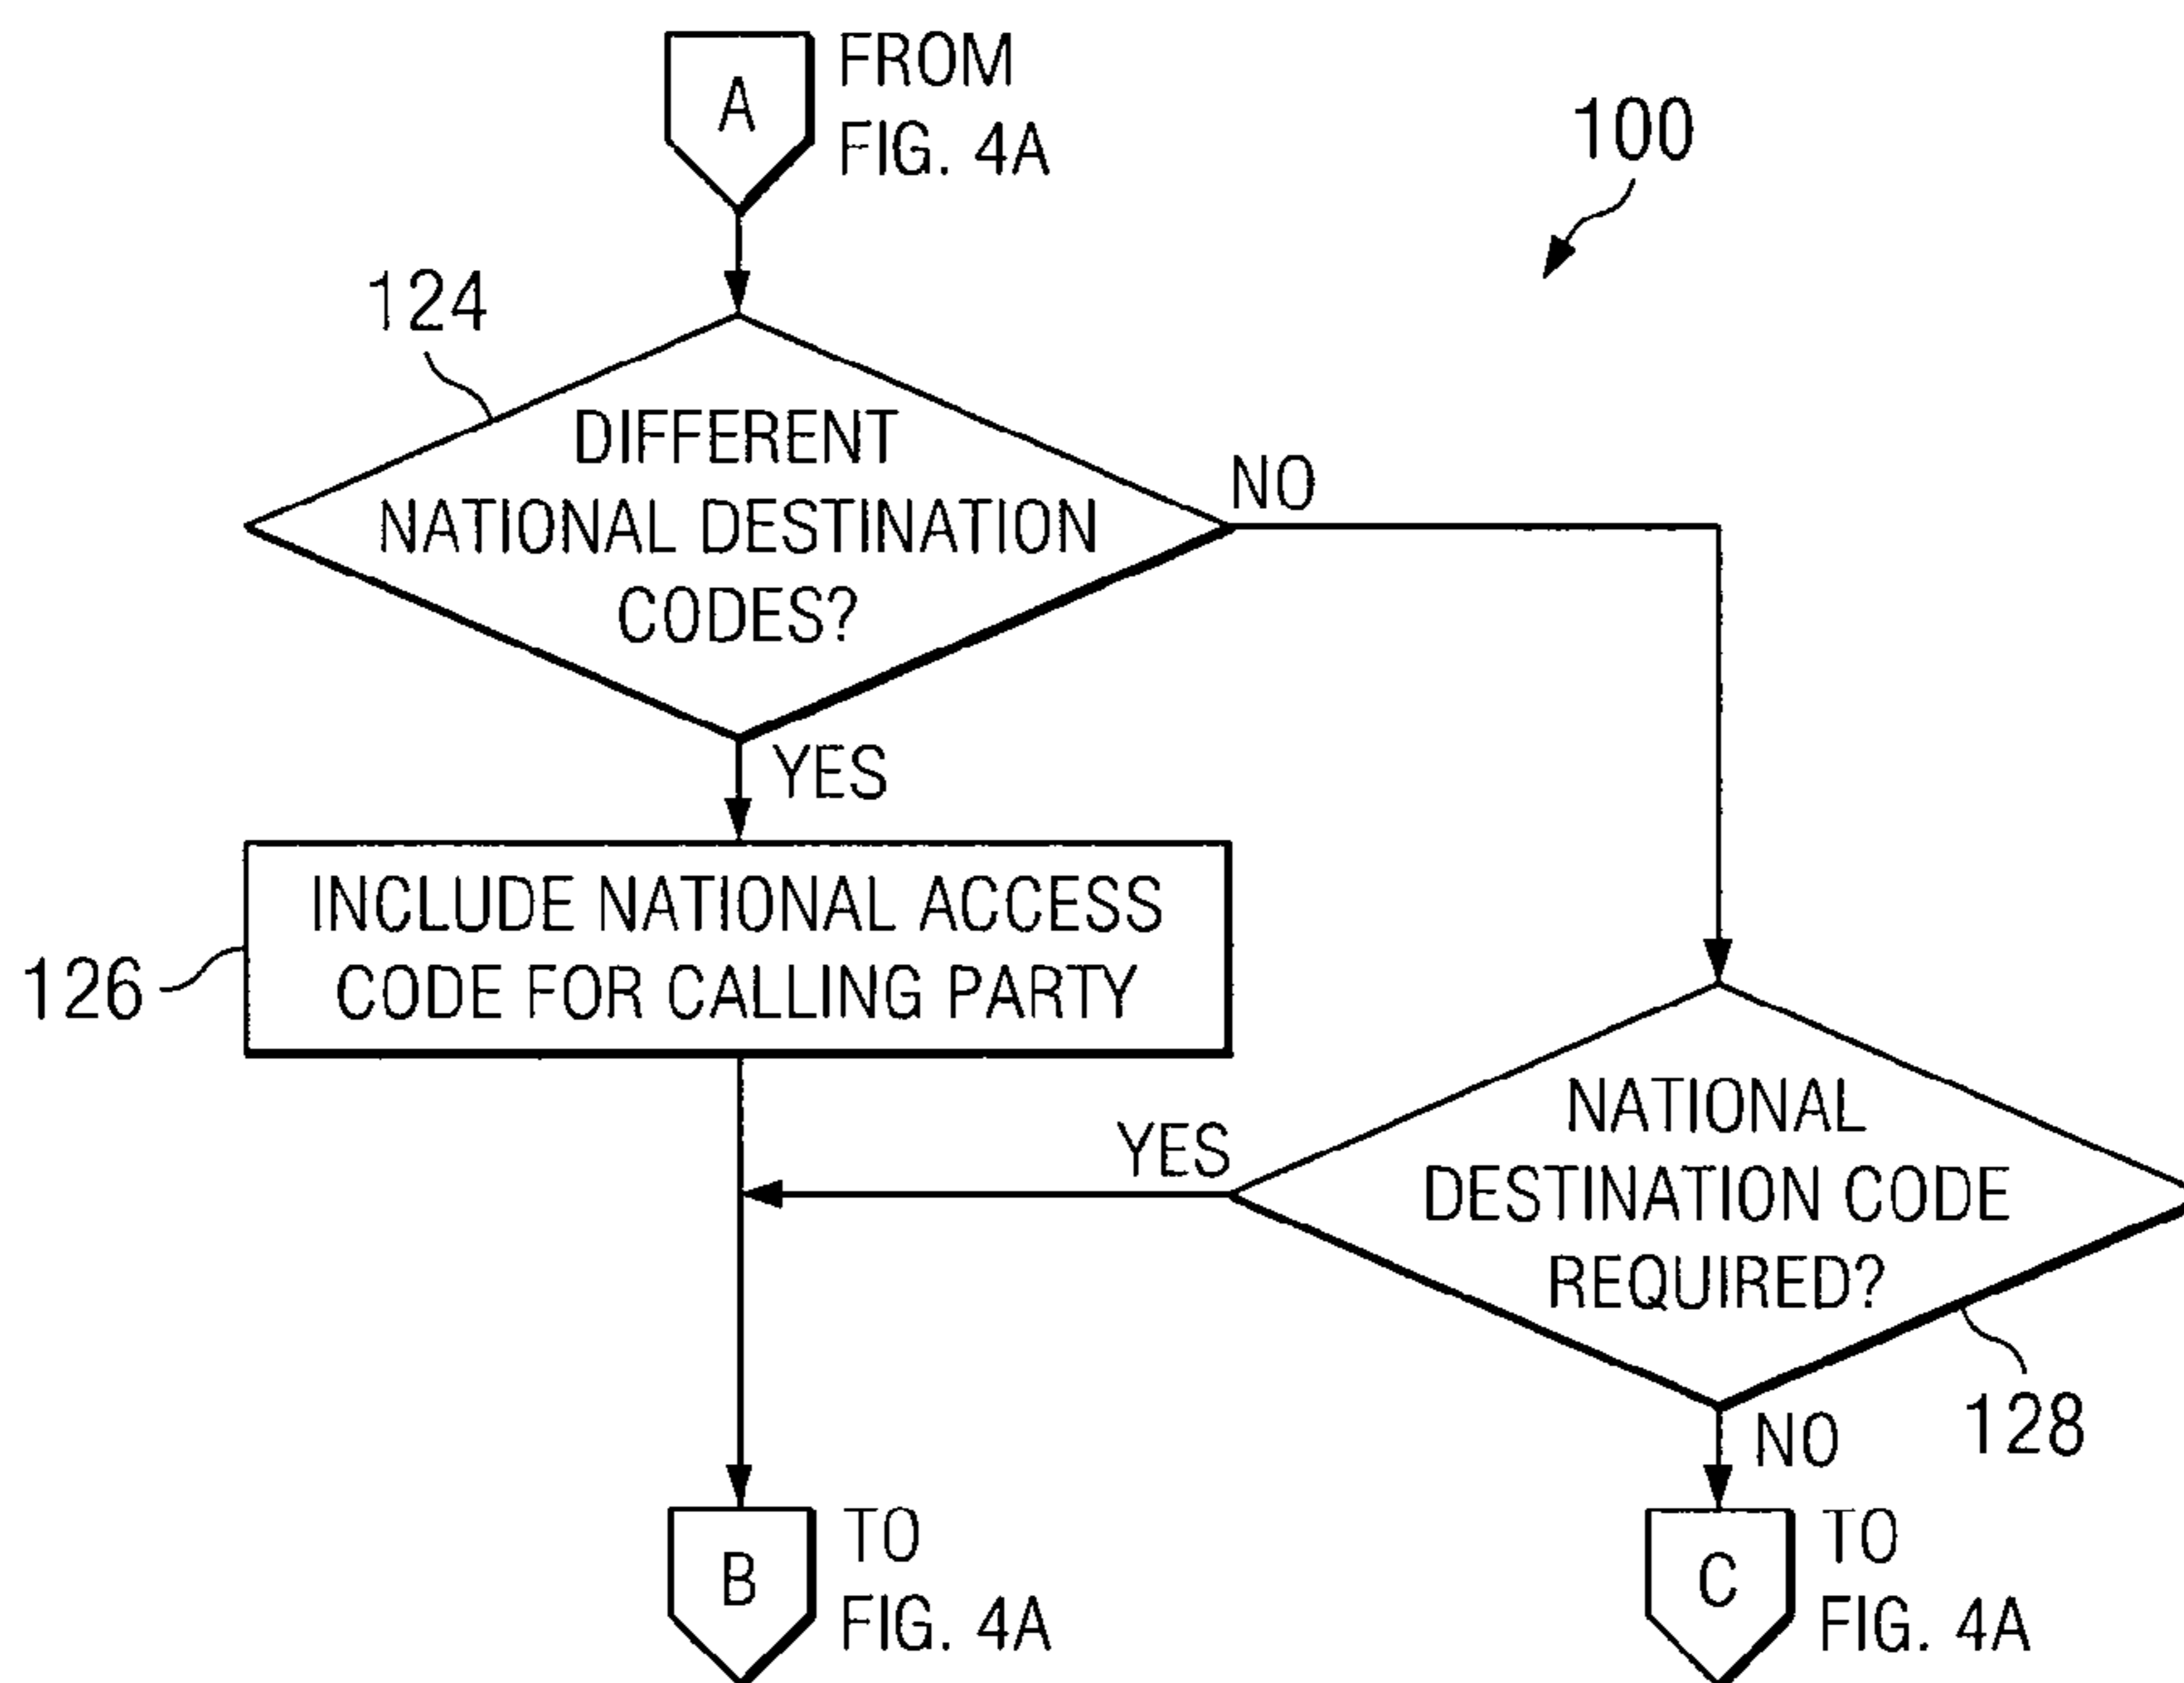 A
FROM
FIG. 4A
100
124
DIFFERENT
NATIONAL DESTINATION
CODES?
NO
YES
INCLUDE NATIONAL ACCESS
CODE FOR CALLING PARTY
126
YES
NATIONAL
DESTINATION CODE
REQUIRED?
128
NO
B
TO
FIG. 4A
C
TO
FIG. 4A